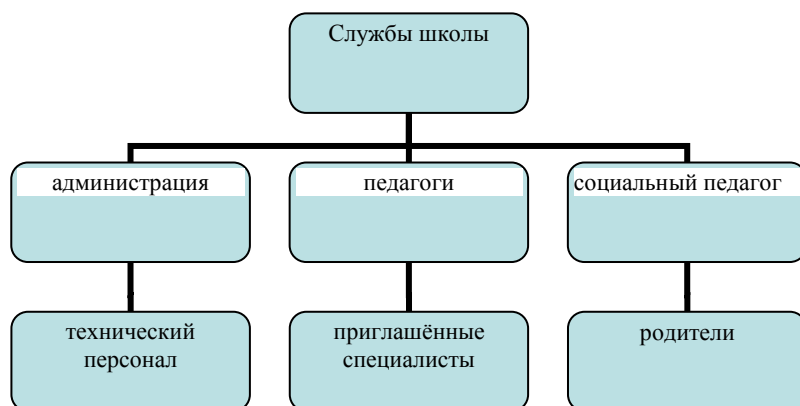 Службы школы
администрация
педагоги
социальный педагог
технический
персонал
приглашённые
специалисты
родители